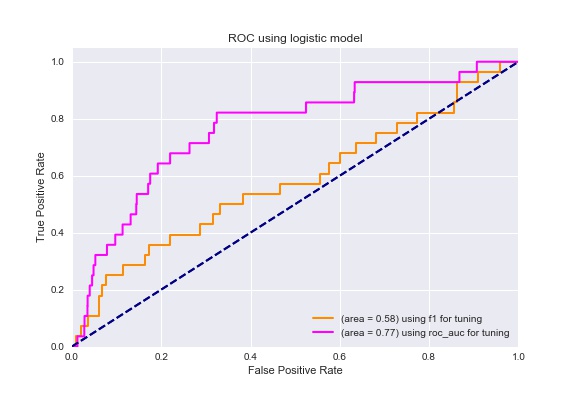 ROC using logistic model
True Positive Rate
1.0
0.8
0.6
0.4
0.2
0.0
0.0 0.2 0.4 0.6 0.8 1.0
False Positive Rate
(area = 0.58) using f1 for tuning
(area = 0.77) using roc_auc for tuning